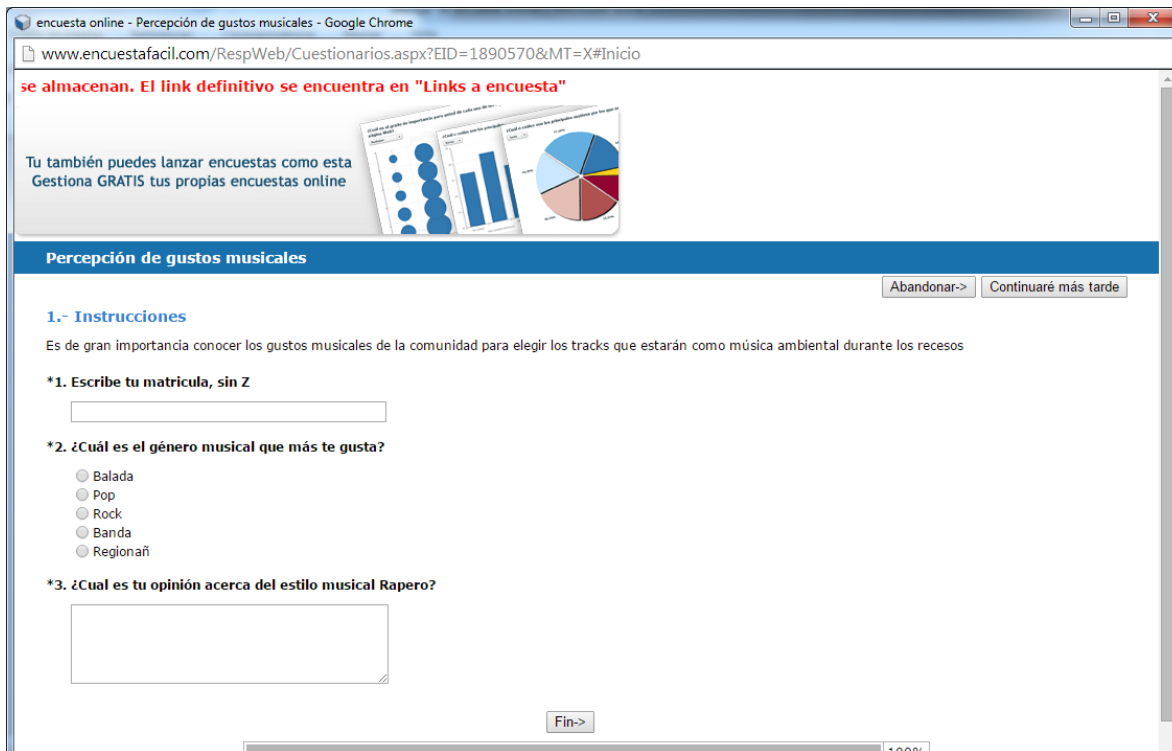 encuesta online - Percepción de gustos musicales - Google Chrome
www.encuestafacil.com/RespWeb/Cuestionarios.aspx?EID=1890570&MT=X#Inicio
se almacenan. El link definitivo se encuentra en "Links a encuesta"
Tu también puedes lanzar encuestas como esta
Gestiona GRATIS tus propias encuestas online
Percepción de gustos musicales
Abandonar-> Continuaré más tarde
1.- Instrucciones
Es de gran importancia conocer los gustos musicales de la comunidad para elegir los tracks que estarán como música ambiental durante los recesos
*1. Escribe tu matricula, sin Z
*2. ¿Cuál es el género musical que más te gusta?
Balada
Pop
Rock
Banda
Regionañ
*3. ¿Cual es tu opinión acerca del estilo musical Rapero?
Fin->
100%